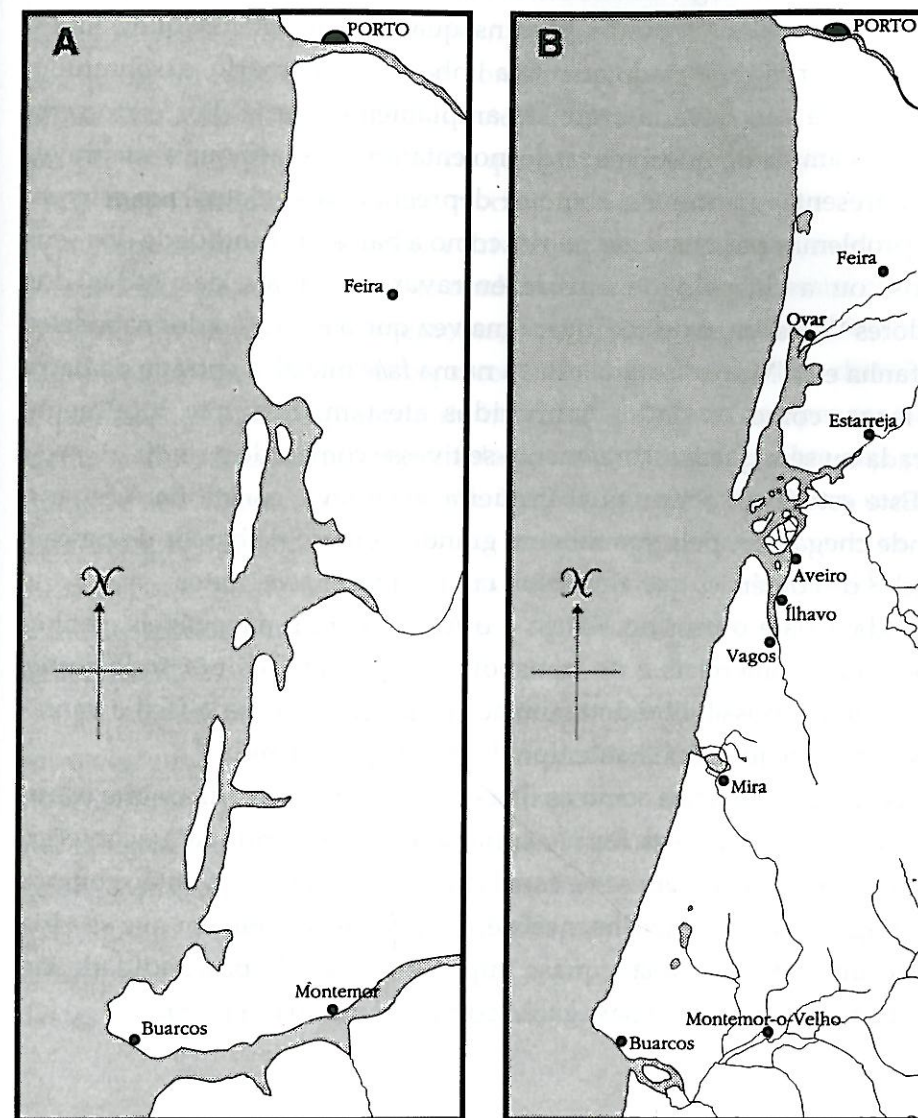 A
PORTO
Feira
N
Montemor
Buarcos
B
PORTO
Feira
Ovar
Estarreja
Aveiro
Ílhavo
N
Vagos
Mira
Montemor-o-Velho
Buarcos